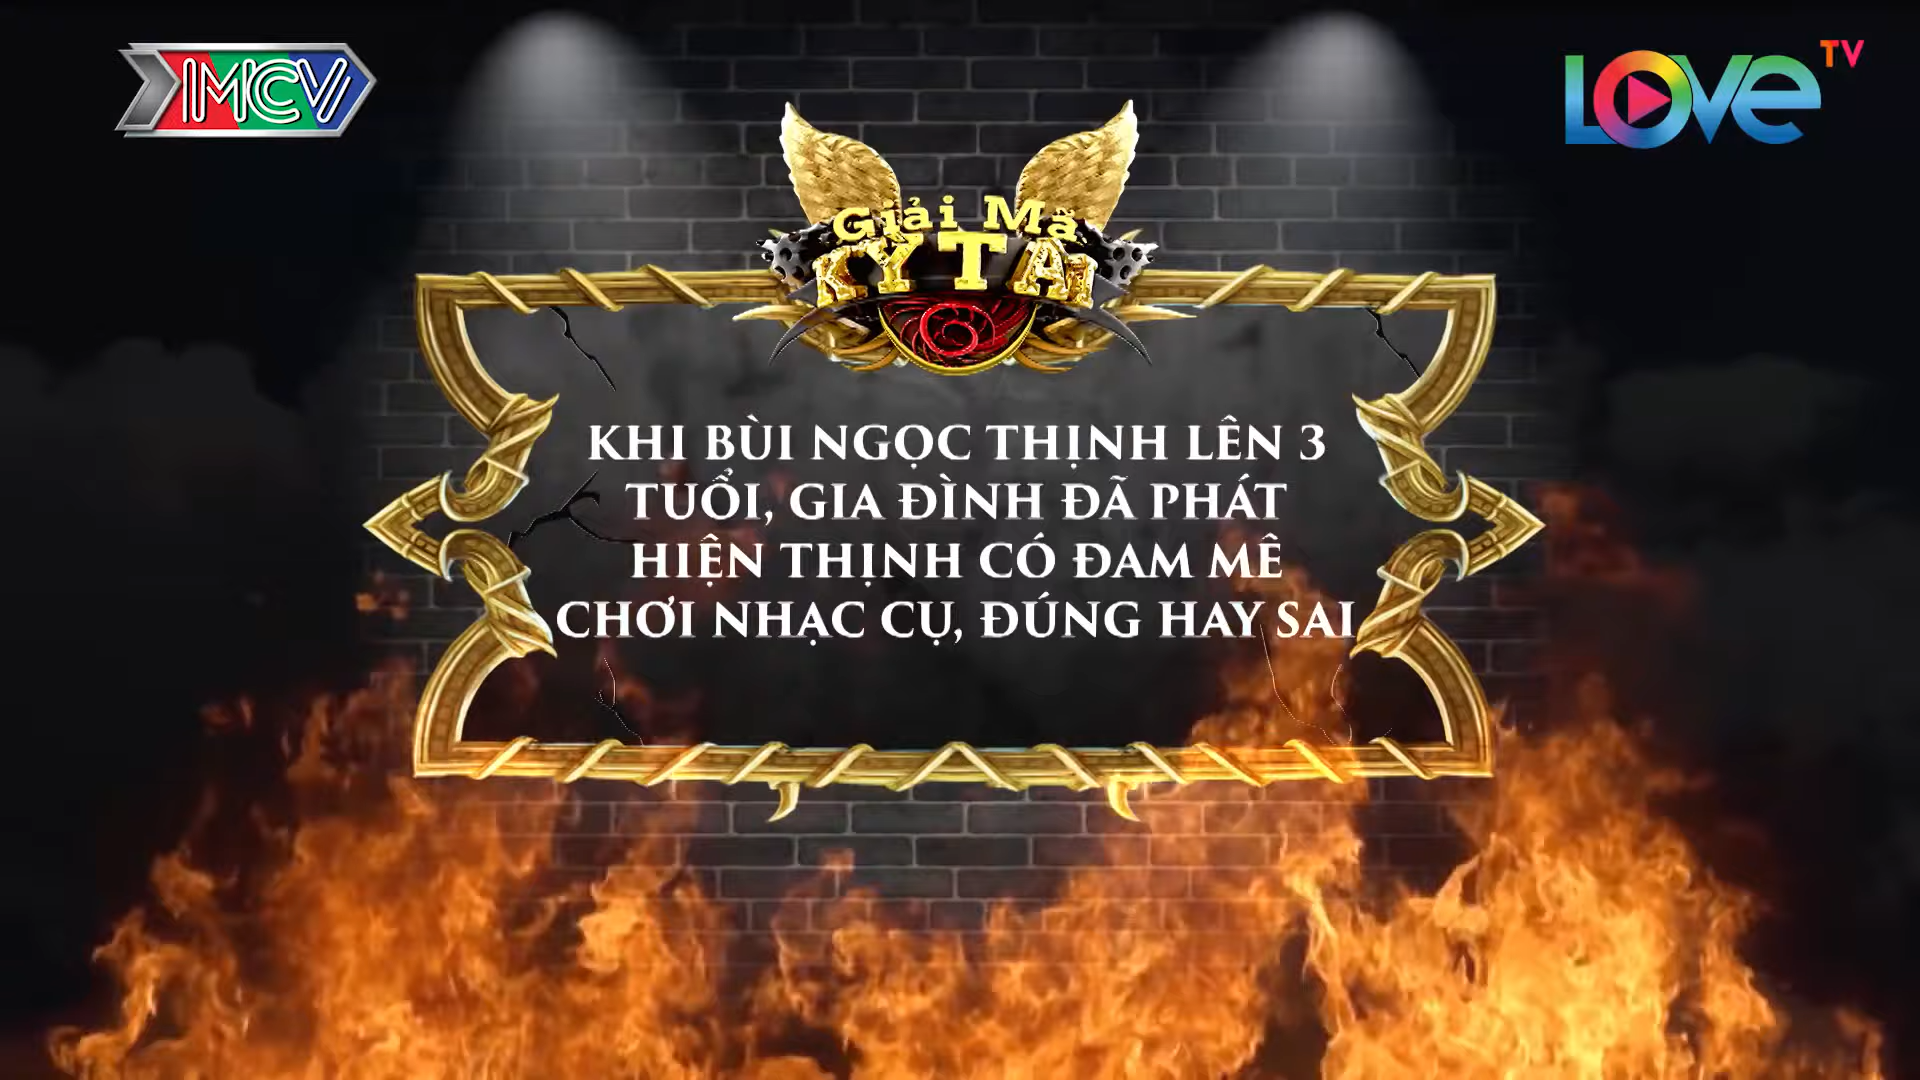 MCV
LOVE TV
Giải Mã
KỲ TÀI
KHI BÙI NGỌC THỊNH LÊN 3
TUỔI, GIA ĐÌNH ĐÃ PHÁT
HIỆN THỊNH CÓ ĐAM MÊ
CHƠI NHẠC CỤ, ĐÚNG HAY SAI